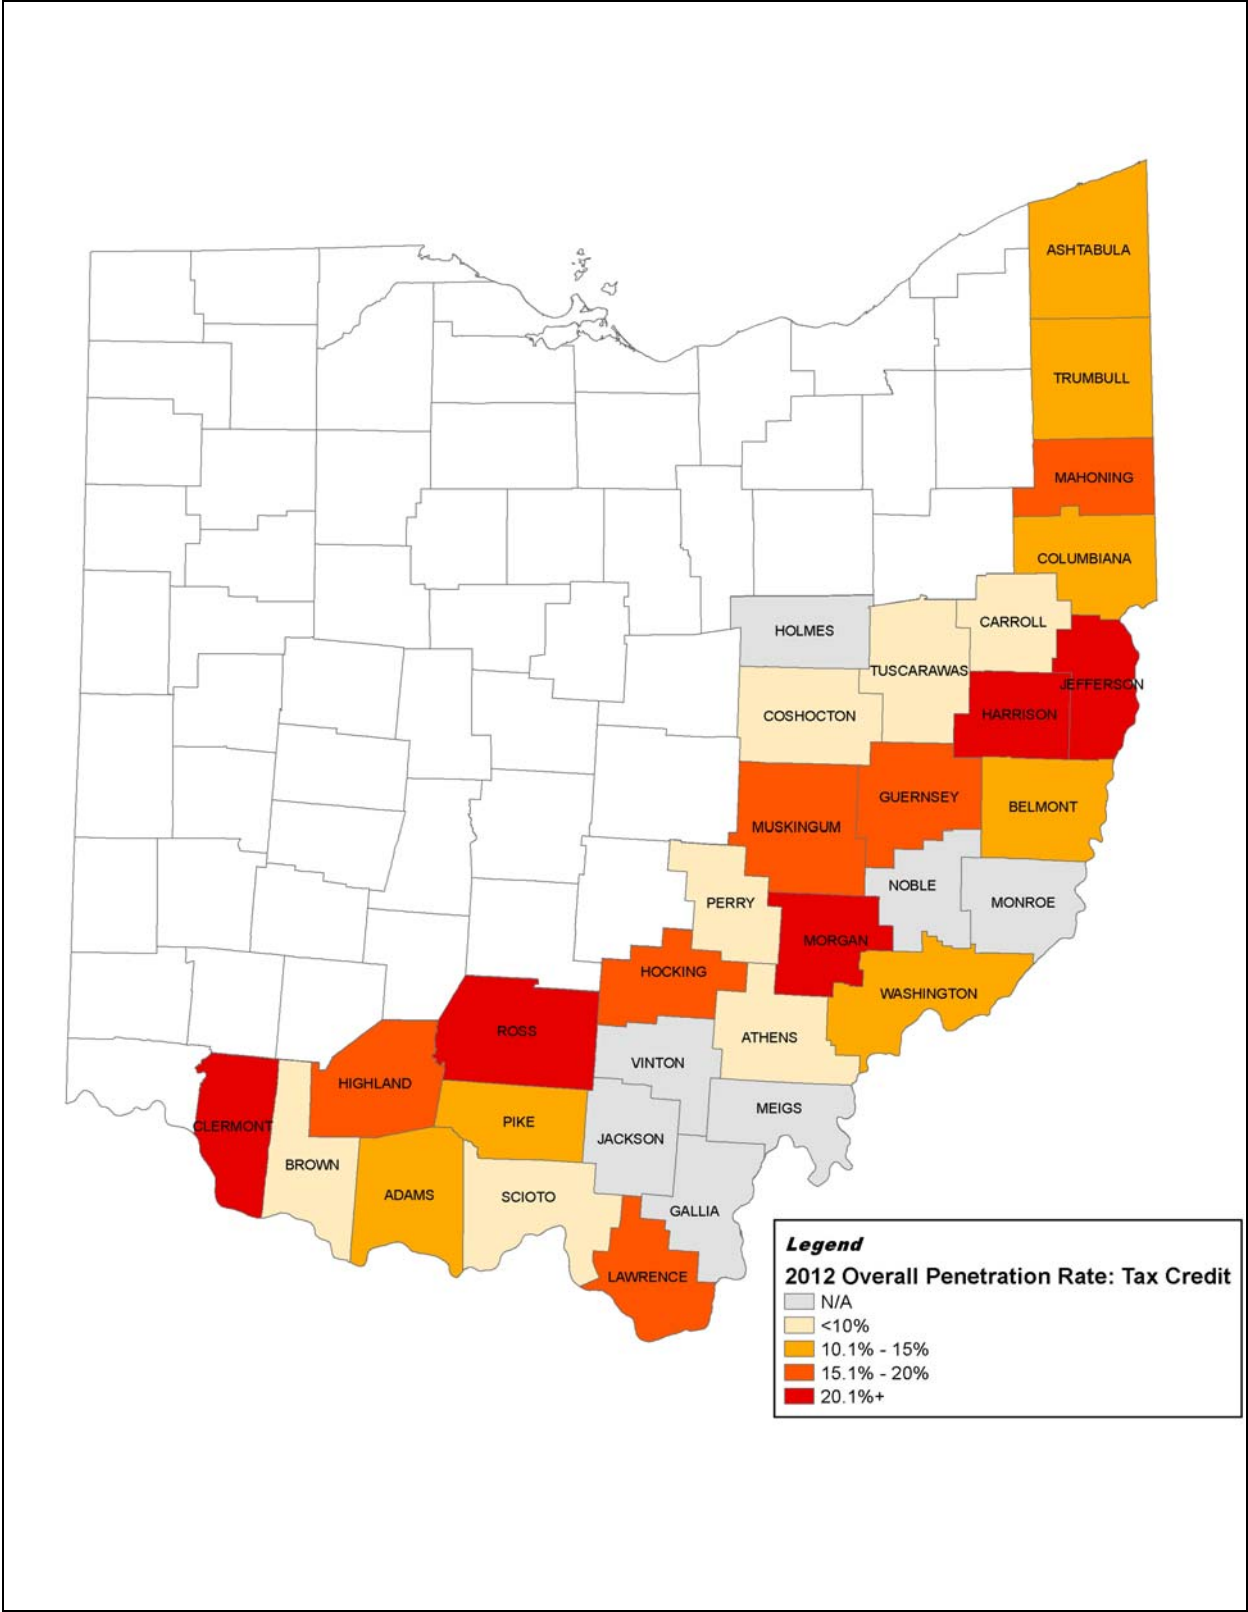 ASHTABULA
TRUMBULL
MAHONING
COLUMBIANA
CARROLL
HOLMES
TUSCARAWAS
JEFFERSON
HARRISON
COSHOCTON
GUERNSEY
BELMONT
MUSKINGUM
NOBLE
MONROE
PERRY
MORGAN
HOCKING
WASHINGTON
ROSS
ATHENS
VINTON
HIGHLAND
MEIGS
PIKE
CLERMONT
JACKSON
BROWN
ADAMS
SCIOTO
GALLIA
LAWRENCE
Legend
2012 Overall Penetration Rate: Tax Credit
N/A
<10%
10.1% - 15%
15.1% - 20%
20.1%+